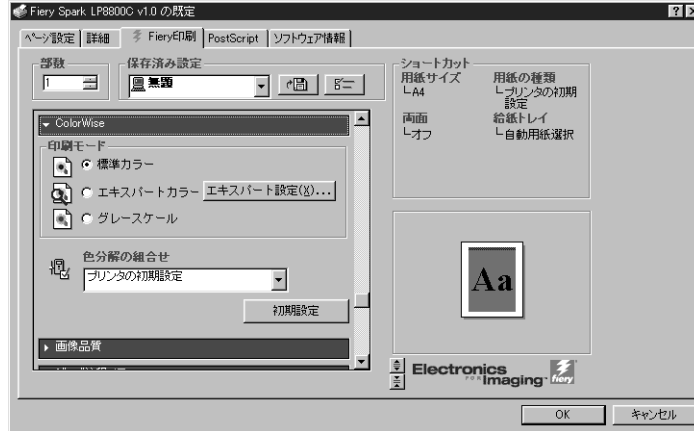 Fiery Spark LP8800C v1.0 の既定
ページ設定 詳細 Fiery印刷 PostScript ソフトウェア情報
部数
1
保存済み設定
無題
ColorWise
印刷モード
標準カラー
エキスパートカラー エキスパート設定(X)...
グレースケール
色分解の組合せ
プリンタの初期設定
初期設定
画像品質
ショートカット
用紙サイズ
A4
用紙の種類
プリンタの初期
設定
両面
オフ
給紙トレイ
自動用紙選択
Aa
Electronics
FOR Imaging
fiery
OK キャンセル